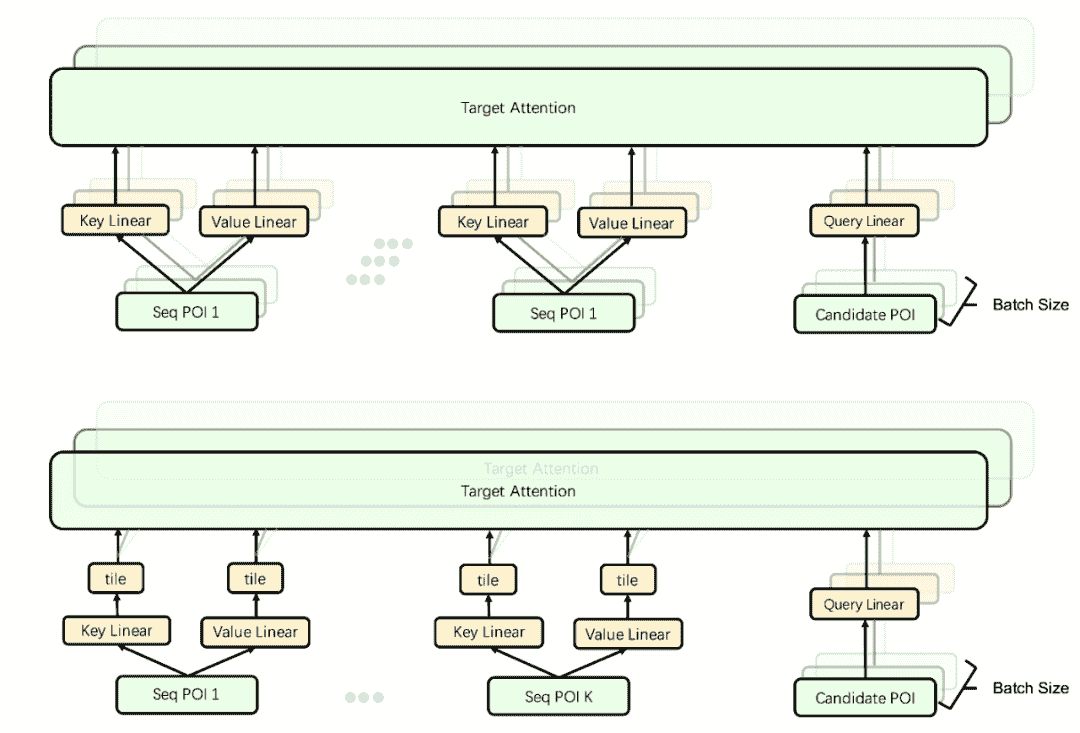 Target Attention
Key Linear
Value Linear
Key Linear
Value Linear
Query Linear
Seq POI 1
Seq POI 1
Candidate POI
Batch Size
Target Attention
Target Attention
tile
tile
tile
tile
Key Linear
Value Linear
Key Linear
Value Linear
Query Linear
Seq POI 1
Seq POI K
Candidate POI
Batch Size